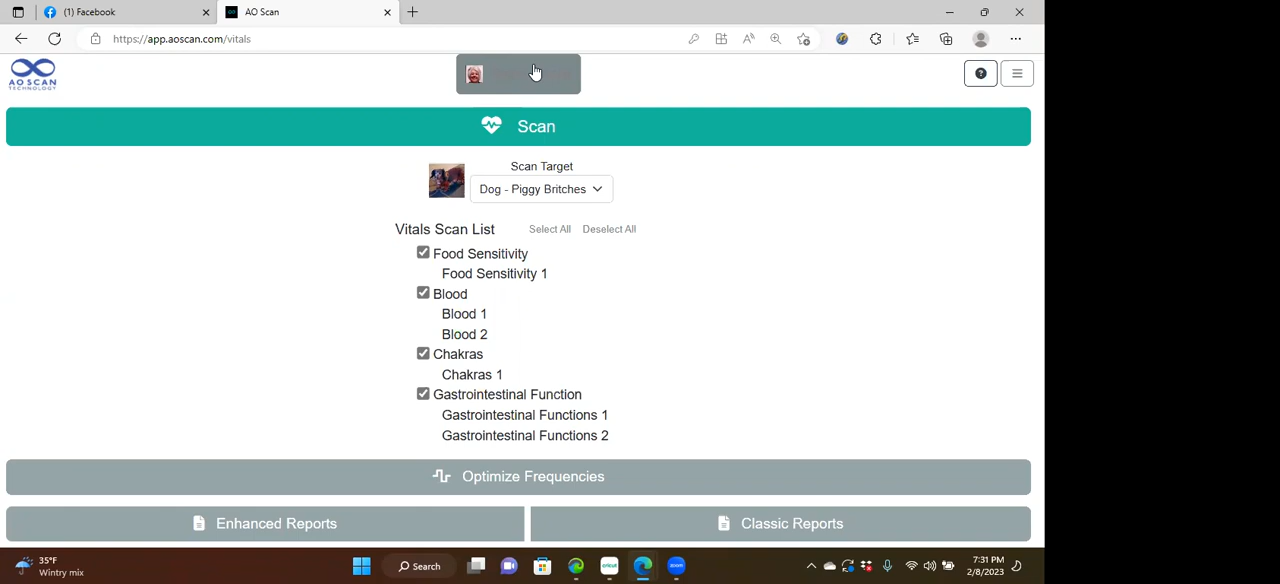 (1) Facebook
AO Scan
https://app.aoscan.com/vitals
AO SCAN
TECHNOLOGY
Scan
Scan Target
Dog - Piggy Britches
Vitals Scan List Select All Deselect All
Food Sensitivity
Food Sensitivity 1
Blood
Blood 1
Blood 2
Chakras
Chakras 1
Gastrointestinal Function
Gastrointestinal Functions 1
Gastrointestinal Functions 2
Optimize Frequencies
Enhanced Reports Classic Reports
35°F
Wintry mix
Search
cricut
zoom
7:31 PM
2/8/2023